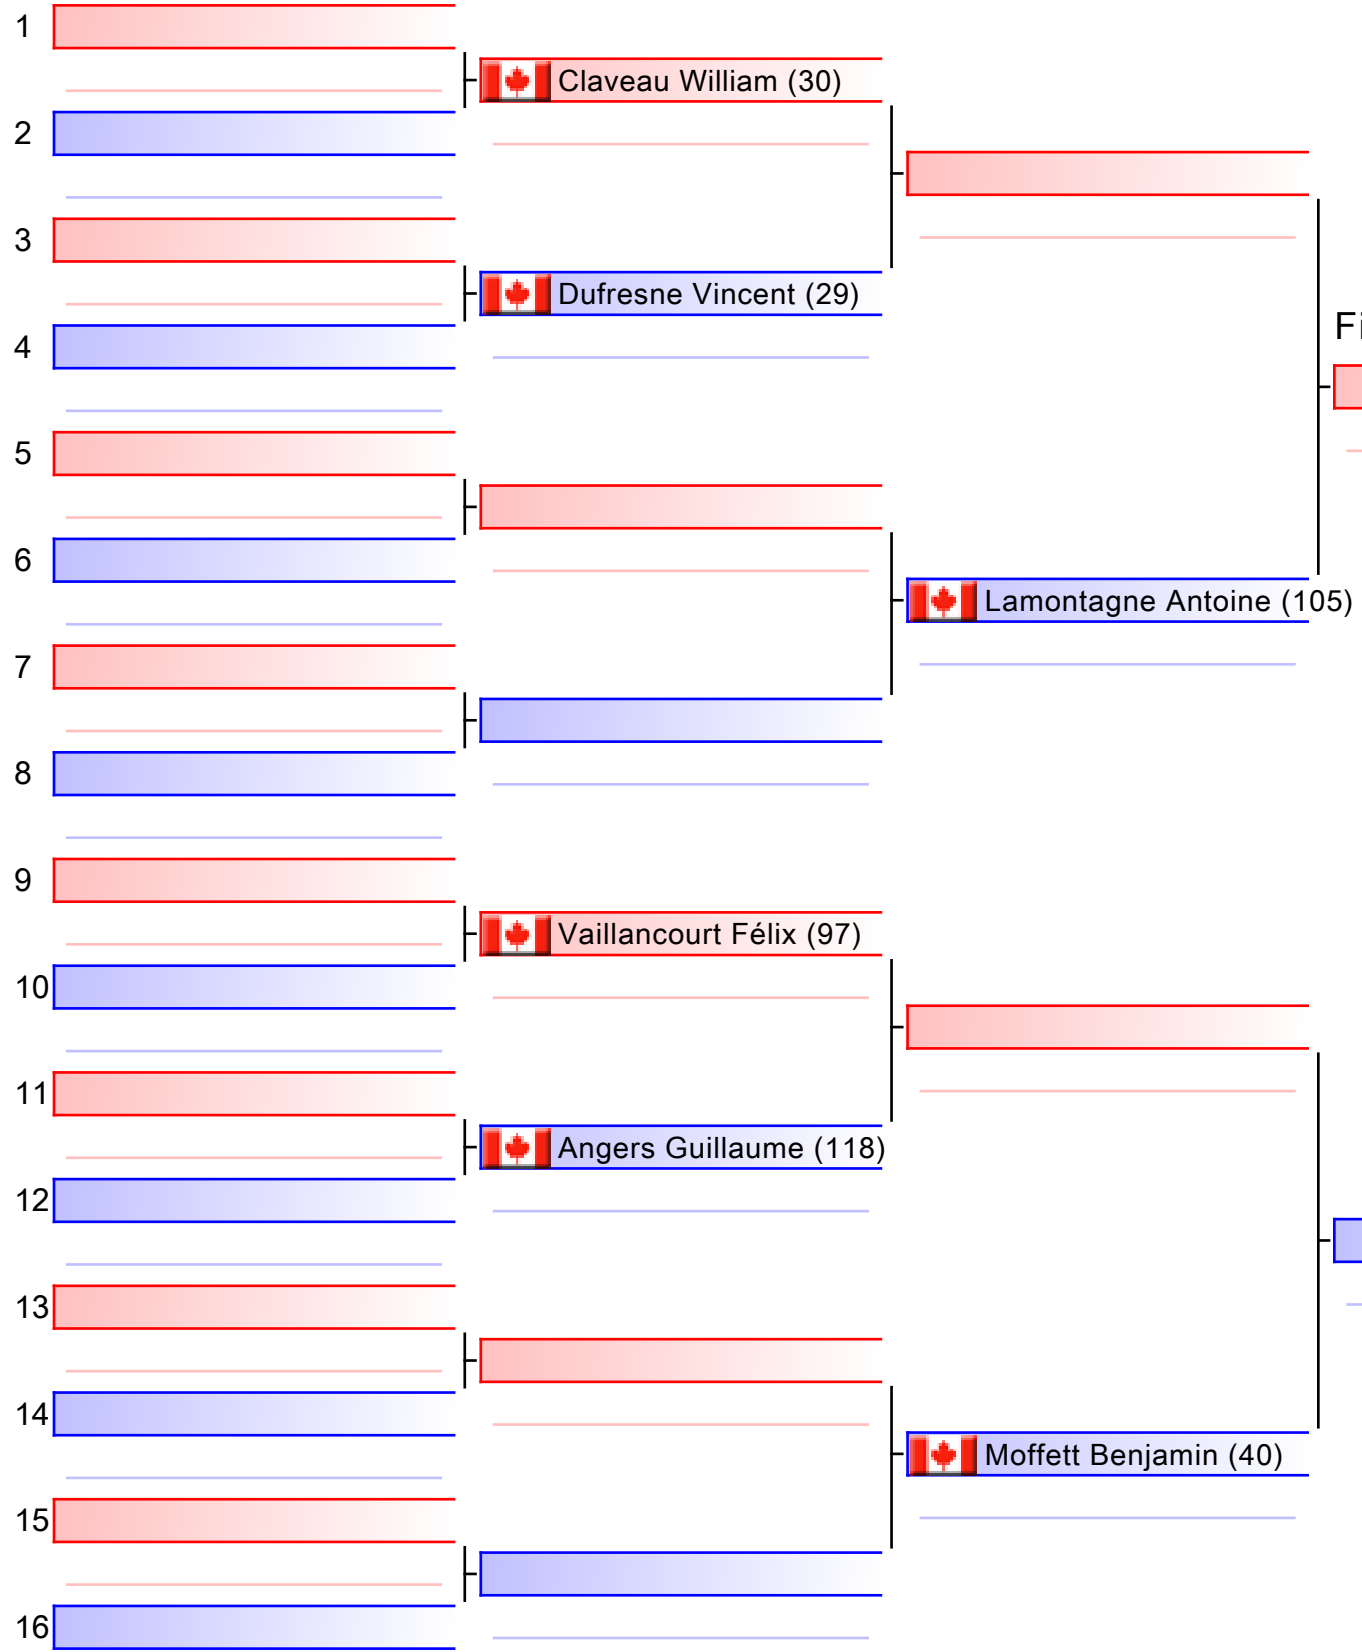 1
Claveau William (30)
2
3
Dufresne Vincent (29)
4
Fi
5
6
Lamontagne Antoine (105)
7
8
9
Vaillancourt Félix (97)
10
11
Angers Guillaume (118)
12
13
14
Moffett Benjamin (40)
15
16